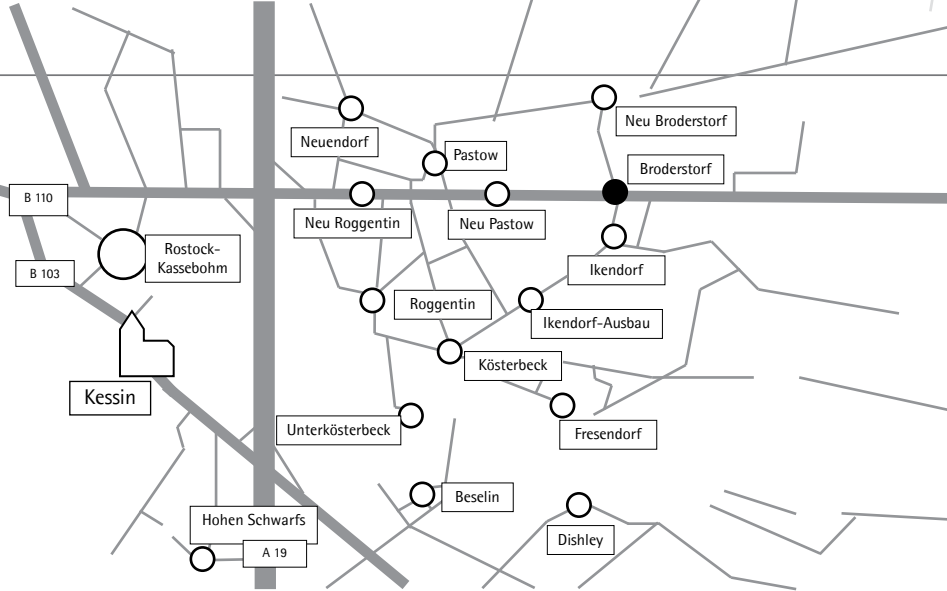 Neu Broderstorf
Neuendorf
Pastow
Broderstorf
B 110
Neu Roggentin
Neu Pastow
Rostock-
Kassebohm
B 103
Ikendorf
Roggentin
Ikendorf-Ausbau
Kösterbeck
Kessin
Unterkösterbeck
Fresendorf
Beselin
Hohen Schwarfs
Dishley
A 19